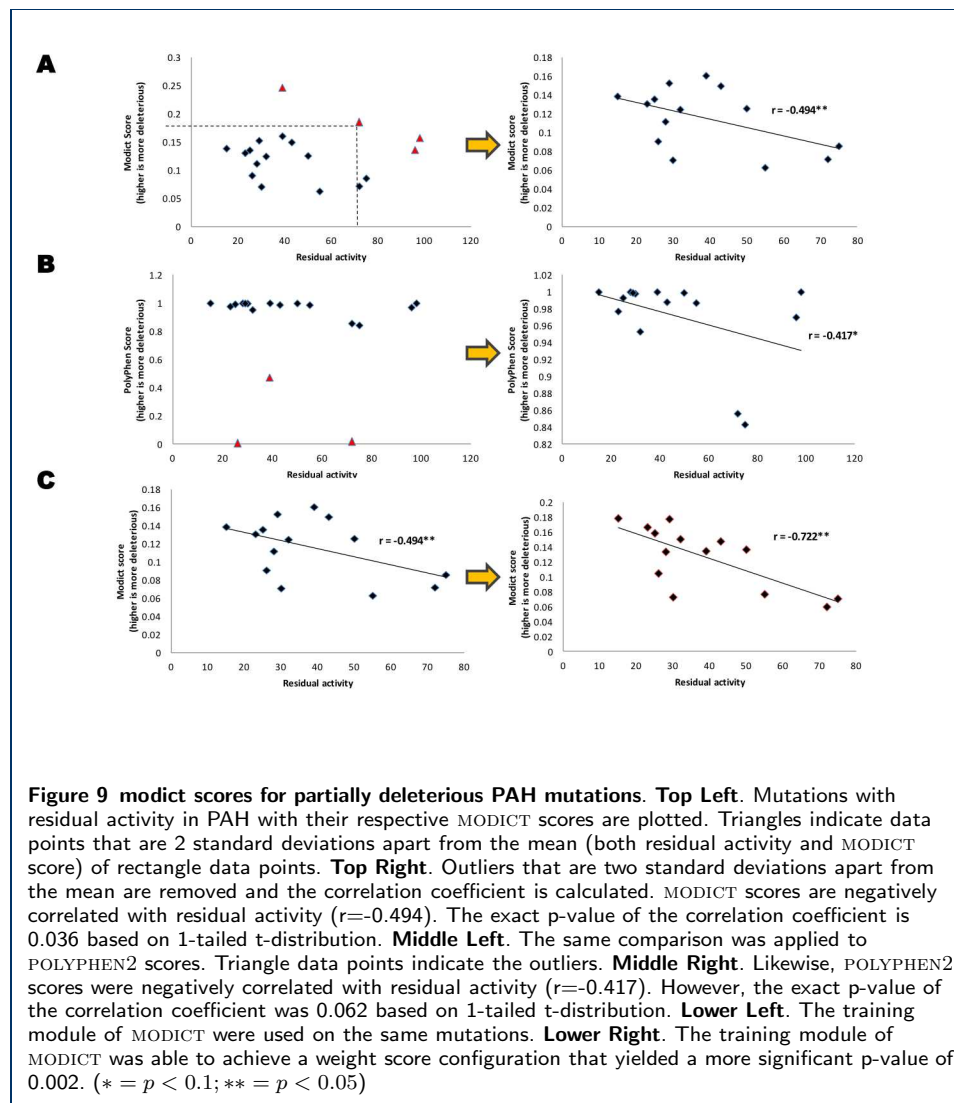 A
Modict Score
(higher is more deleterious)
0.3
0.25
0.2
0.15
0.1
0.05
0
0 20 40 60 80 100 120
Residual activity
Modict Score
(higher is more deleterious)
0.18
0.16
0.14
0.12
0.1
0.08
0.06
0.04
0.02
0
r = -0.494**
0 10 20 30 40 50 60 70 80
Residual activity
B
PolyPhen Score
(higher is more deleterious)
1.2
1
0.8
0.6
0.4
0.2
0
0 20 40 60 80 100 120
Residual activity
PolyPhen Score
(higher is more deleterious)
1.02
1
0.98
0.96
0.94
0.92
0.9
0.88
0.86
0.84
0.82
r = -0.417*
0 20 40 60 80 100 120
Residual activity
C
Modict score
(higher is more deleterious)
0.18
0.16
0.14
0.12
0.1
0.08
0.06
0.04
0.02
0
r = -0.494**
0 10 20 30 40 50 60 70 80
Residual activity
Modict score
(higher is more deleterious)
0.2
0.18
0.16
0.14
0.12
0.1
0.08
0.06
0.04
0.02
0
r = -0.722**
0 10 20 30 40 50 60 70 80
Residual activity
Figure 9 modict scores for partially deleterious PAH mutations. Top Left. Mutations with
residual activity in PAH with their respective MODICT scores are plotted. Triangles indicate data
points that are 2 standard deviations apart from the mean (both residual activity and MODICT
score) of rectangle data points. Top Right. Outliers that are two standard deviations apart from
the mean are removed and the correlation coefficient is calculated. MODICT scores are negatively
correlated with residual activity (r=-0.494). The exact p-value of the correlation coefficient is
0.036 based on 1-tailed t-distribution. Middle Left. The same comparison was applied to
POLYPHEN2 scores. Triangle data points indicate the outliers. Middle Right. Likewise, POLYPHEN2
scores were negatively correlated with residual activity (r=-0.417). However, the exact p-value of
the correlation coefficient was 0.062 based on 1-tailed t-distribution. Lower Left. The training
module of MODICT were used on the same mutations. Lower Right. The training module of
MODICT was able to achieve a weight score configuration that yielded a more significant p-value of
0.002. (* = p < 0.1; ** = p < 0.05)